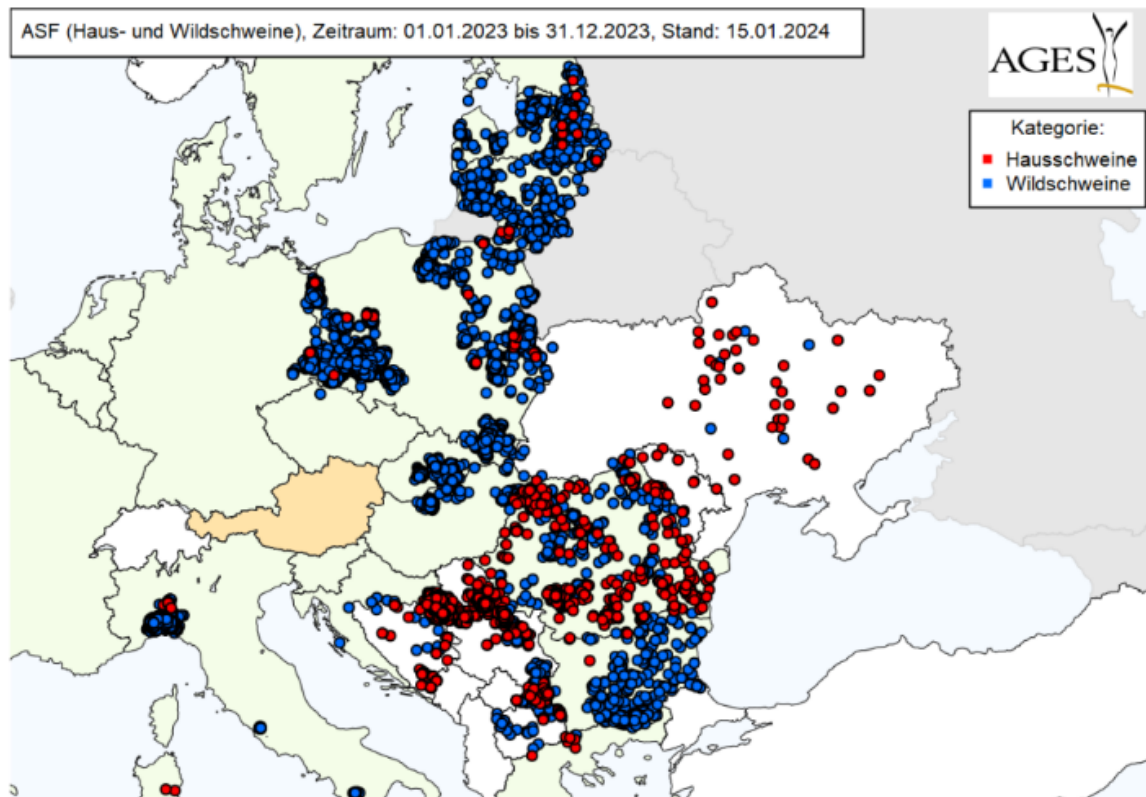 ASF (Haus- und Wildschweine), Zeitraum: 01.01.2023 bis 31.12.2023, Stand: 15.01.2024
AGES
Kategorie:
Hausschweine
Wildschweine